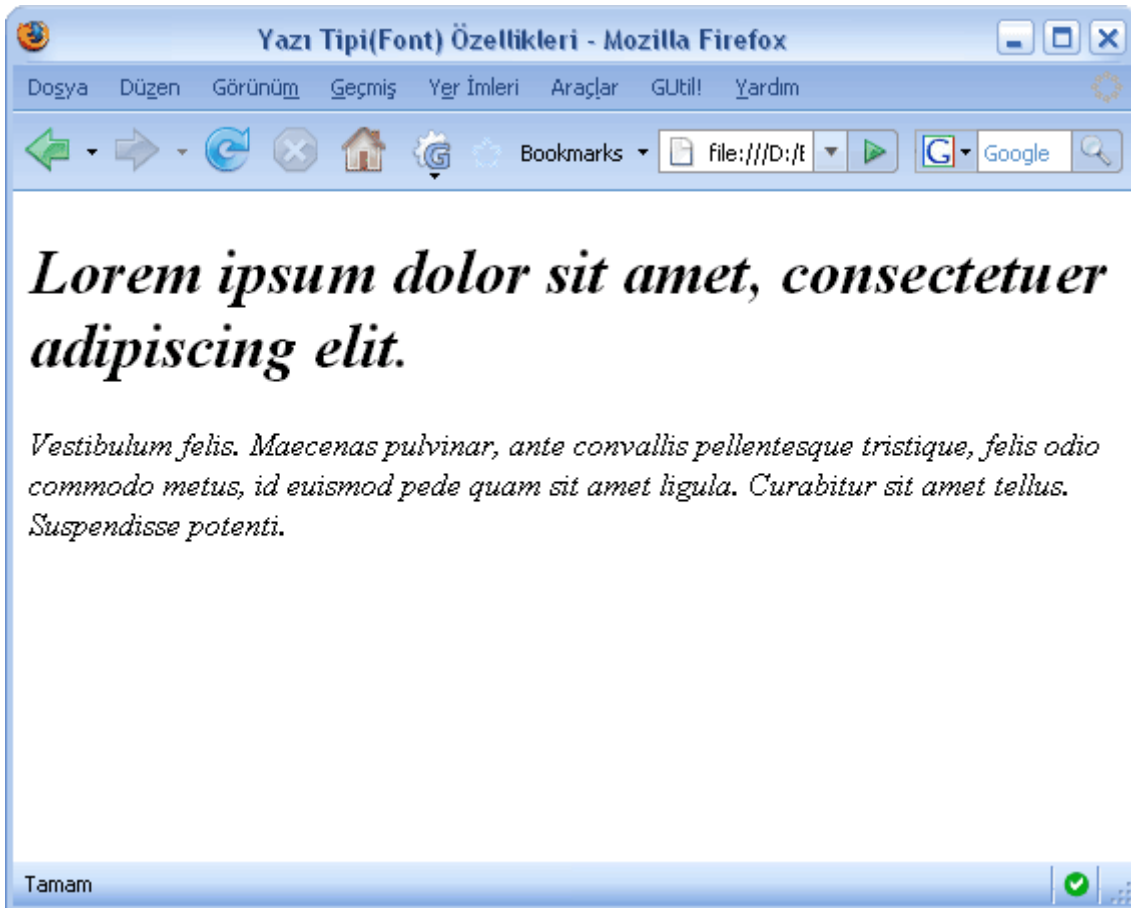 Yazı Tipi(Font) Özellikleri - Mozilla Firefox
Dosya Düzen Görünüm Geçmiş Yer İmleri Araçlar GUtil! Yardım
G Bookmarks file:///D:/E G Google
Lorem ipsum dolor sit amet, consectetuer
adipiscing elit.
Vestibulum felis. Maecenas pulvinar, ante convallis pellentesque tristique, felis odio
commodo metus, id euismod pede quam sit amet ligula. Curabitur sit amet tellus.
Suspendisse potenti.
Tamam